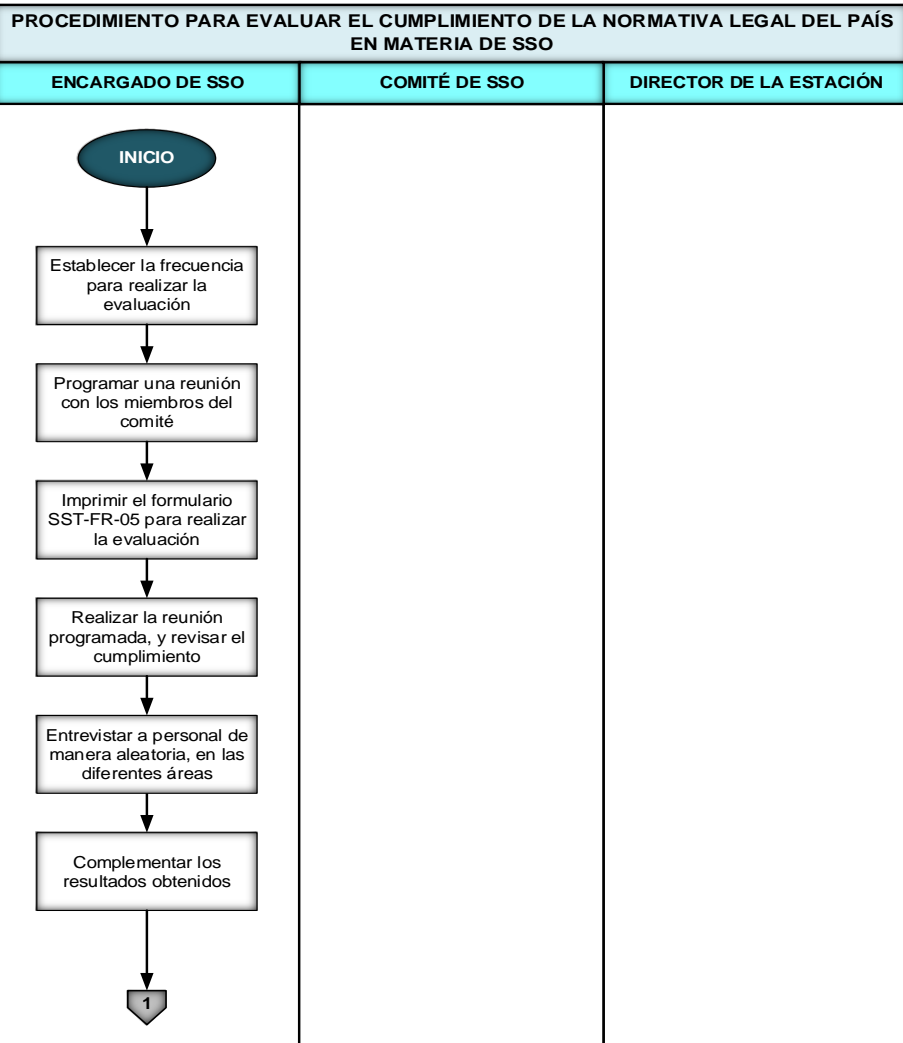 PROCEDIMIENTO PARA EVALUAR EL CUMPLIMIENTO DE LA NORMATIVA LEGAL DEL PAÍS
EN MATERIA DE SSO
ENCARGADO DE SSO
COMITÉ DE SSO
DIRECTOR DE LA ESTACIÓN
INICIO
Establecer la frecuencia
para realizar la
evaluación
Programar una reunión
con los miembros del
comité
Imprimir el formulario
SST-FR-05 para realizar
la evaluación
Realizar la reunión
programada, y revisar el
cumplimiento
Entrevistar a personal de
manera aleatoria, en las
diferentes áreas
Complementar los
resultados obtenidos
1